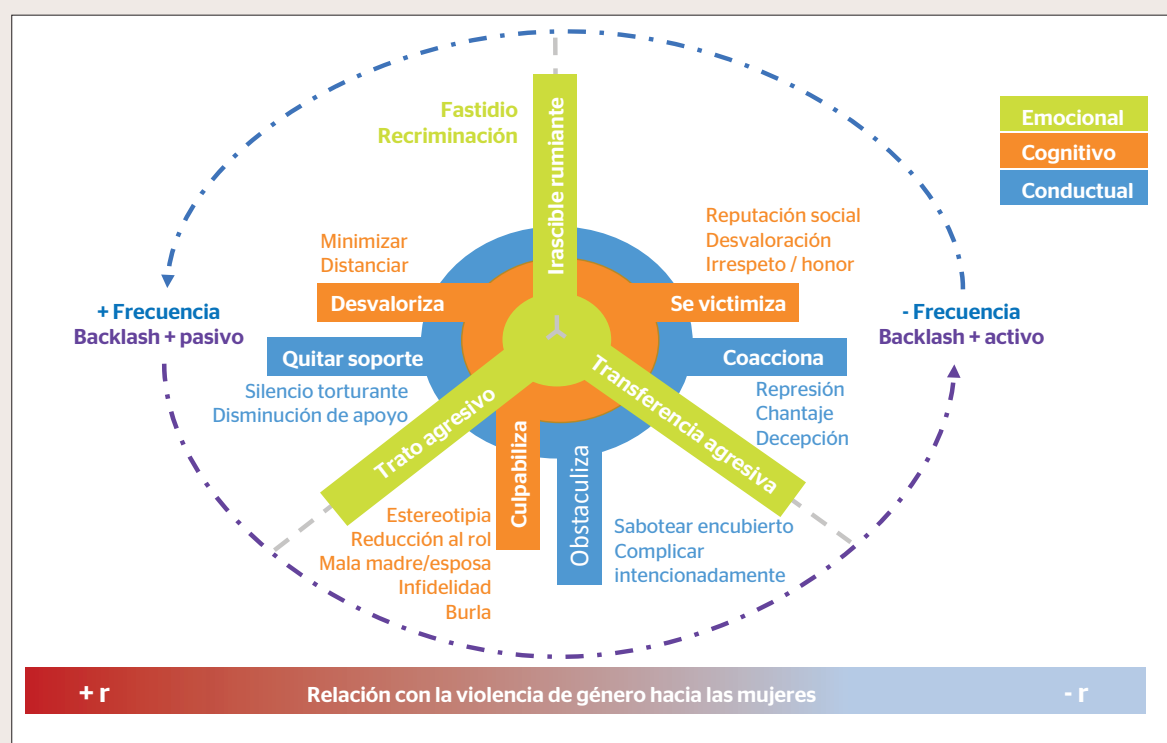 Fastidio
Recriminación
Irascible rumiante
Emocional
Cognitivo
Conductual
Minimizar
Distanciar
Desvaloriza
Reputación social
Desvaloración
Irrespeto / honor
Se victimiza
+ Frecuencia
Backlash + pasivo
- Frecuencia
Backlash + activo
Quitar soporte
Silencio torturante
Disminución de apoyo
Coacciona
Represión
Chantaje
Decepción
Trato agresivo
Transferencia agresiva
Culpabiliza
Estereotipia
Reducción al rol
Mala madre/esposa
Infidelidad
Burla
Obstaculiza
Sabotear encubierto
Complicar
intencionadamente
+ r
Relación con la violencia de género hacia las mujeres
- r